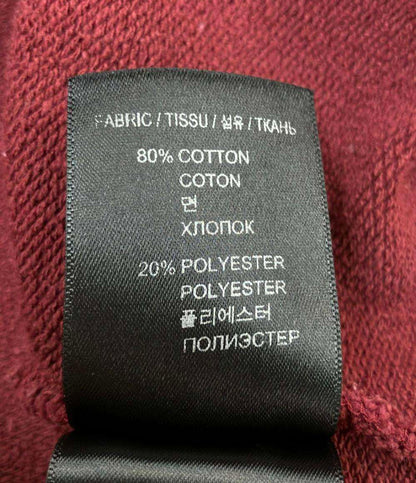 FABRIC / TISSU / 섬유 / ТКАНЬ
80% COTTON
COTON
면
ХЛОПОК
20% POLYESTER
POLYESTER
폴리에스터
ПОЛИЭСТЕР